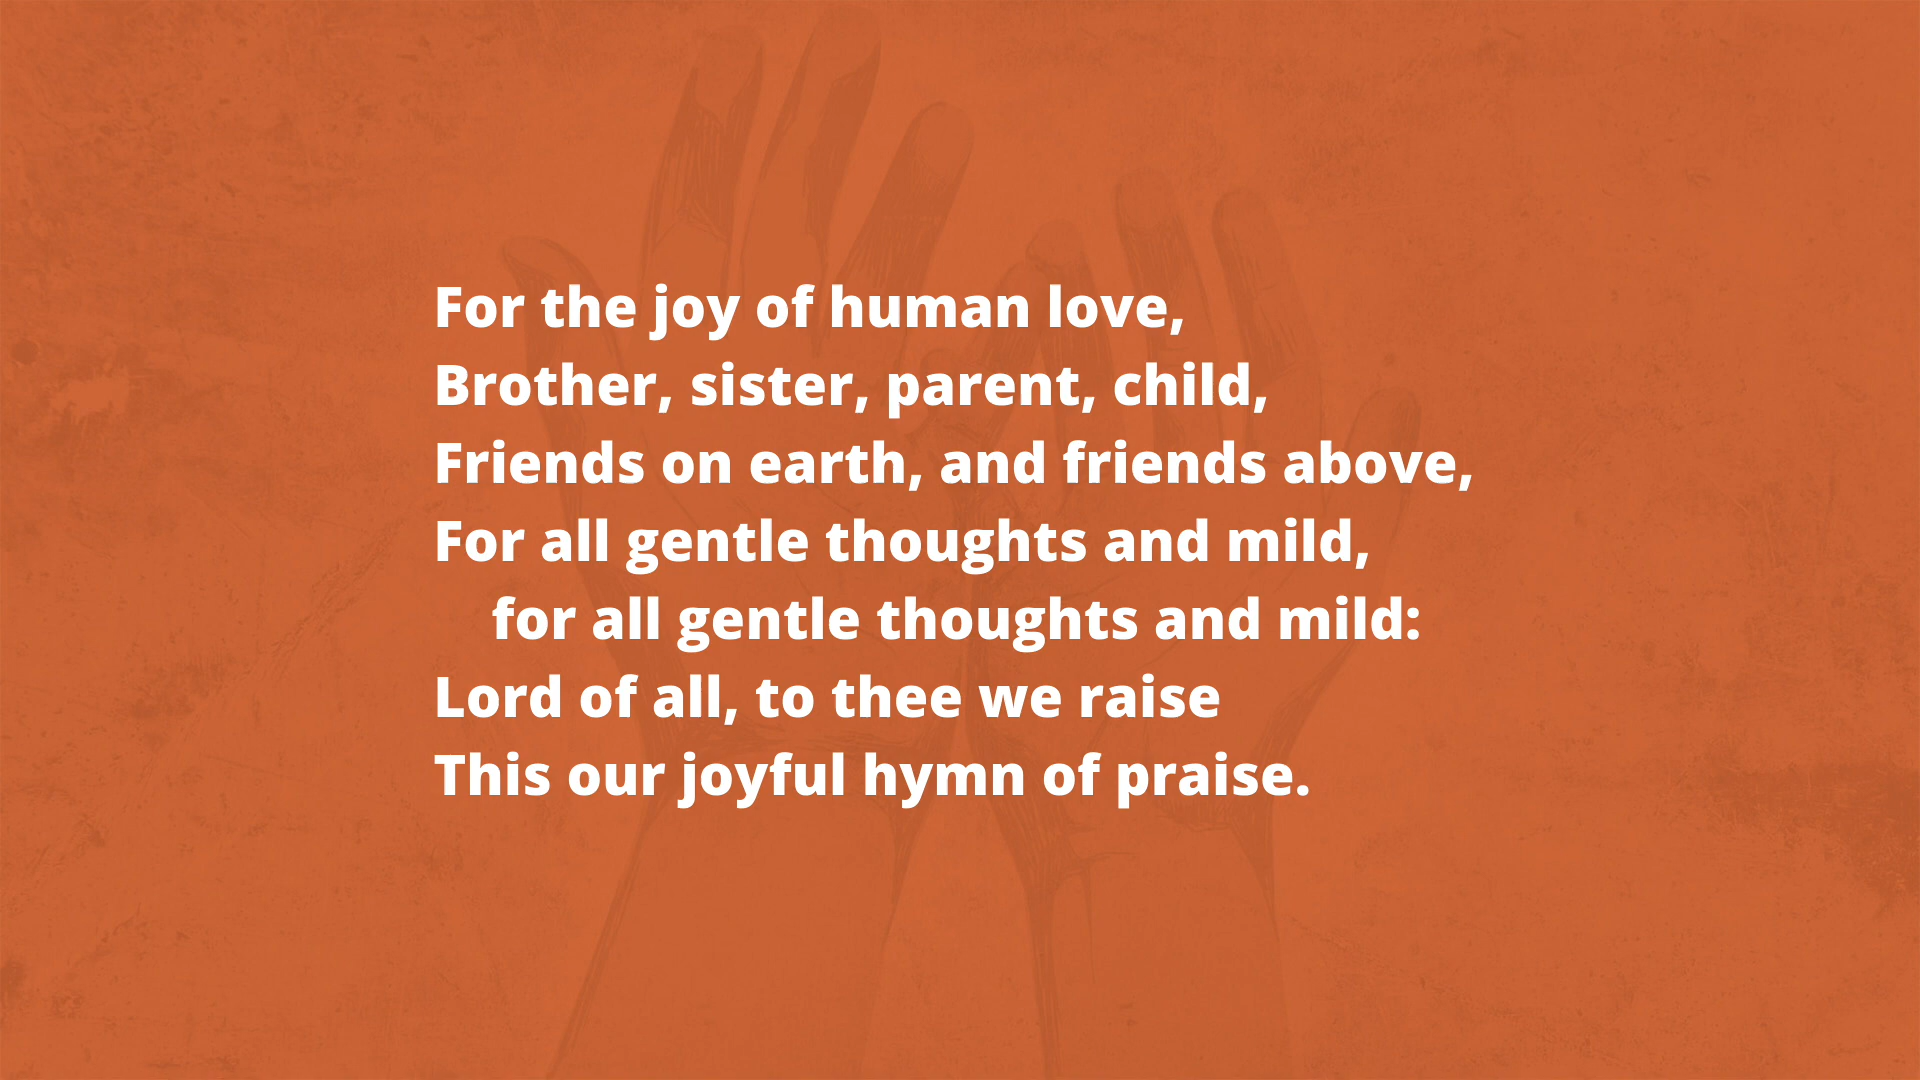 For the joy of human love,
Brother, sister, parent, child,
Friends on earth, and friends above,
For all gentle thoughts and mild,
for all gentle thoughts and mild:
Lord of all, to thee we raise
This our joyful hymn of praise.